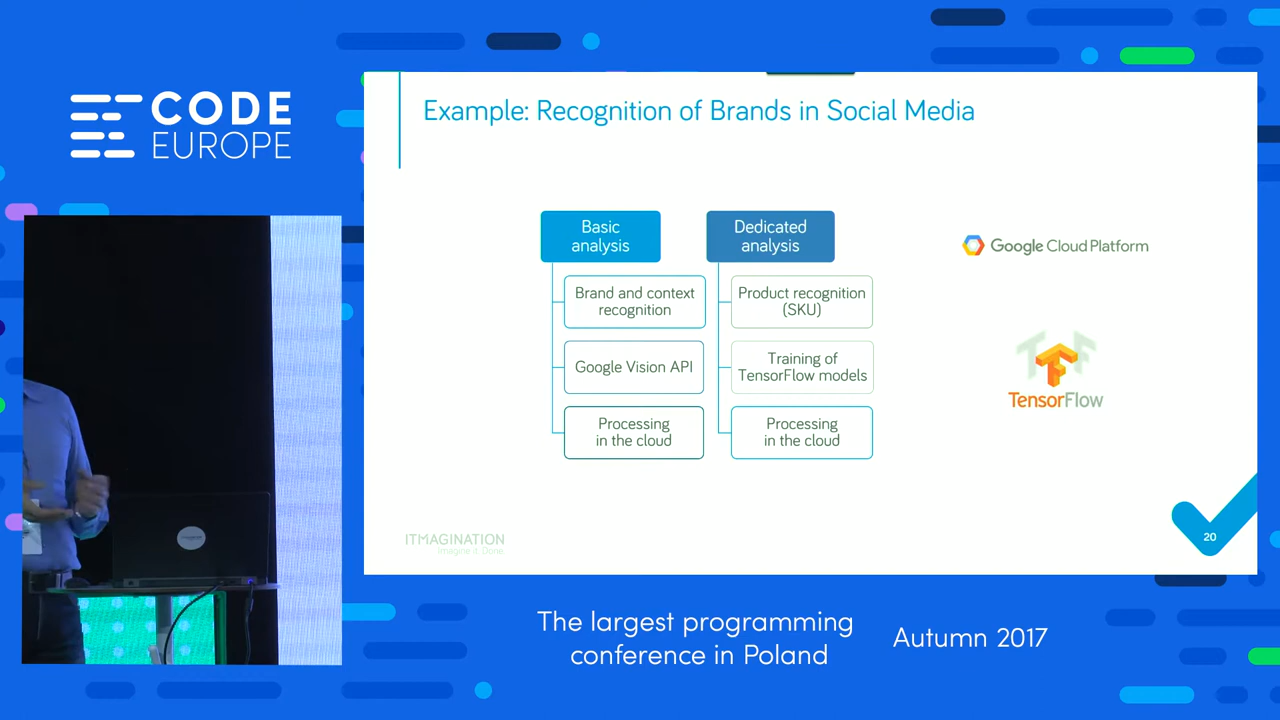 CODE
EUROPE
Example: Recognition of Brands in Social Media
Basic
analysis
Brand and context
recognition
Google Vision API
Processing
in the cloud
Dedicated
analysis
Product recognition
(SKU)
Training of
TensorFlow models
Processing
in the cloud
Google Cloud Platform
TensorFlow
ITMAGINATION
Imagine it. Done.
20
The largest programming
conference in Poland
Autumn 2017